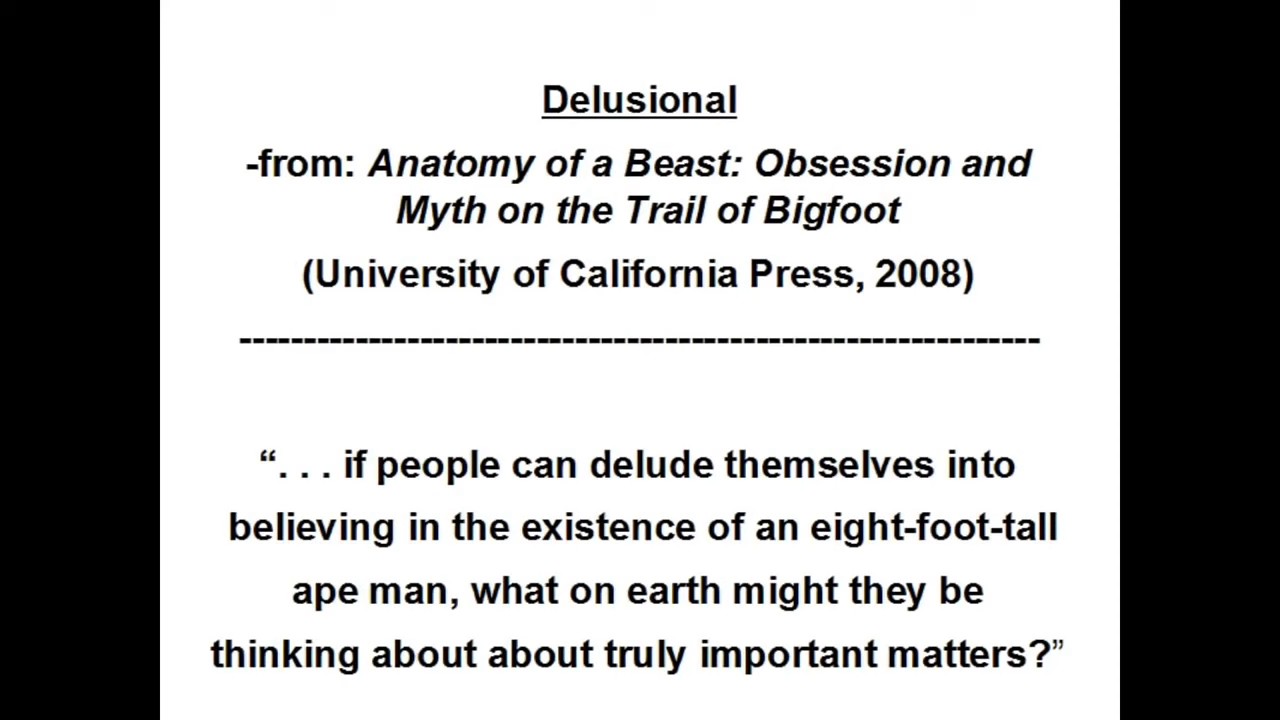 Delusional
-from: Anatomy of a Beast: Obsession and
Myth on the Trail of Bigfoot
(University of California Press, 2008)
--------------------------------------------------------------
“. . . if people can delude themselves into
believing in the existence of an eight-foot-tall
ape man, what on earth might they be
thinking about about truly important matters?”